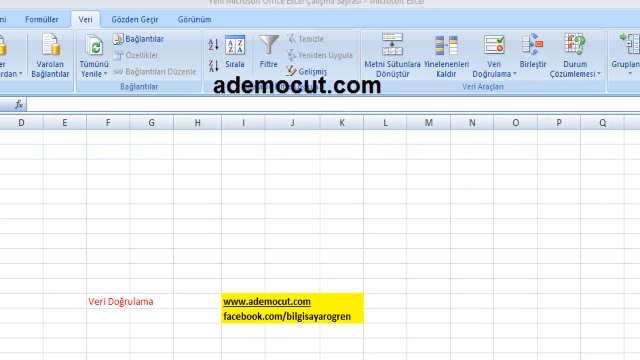 Yeni Microsoft Office Excel Çalışma Sayfası - Microsoft Excel
Formüller Veri Gözden Geçir Görünüm
Varolan Bağlantılar
Tümünü Yenile
Bağlantılar
Özellikler
Bağlantıları Düzenle
Bağlantılar
Sırala
Filtre
Temizle
Yeniden Uygula
Gelişmiş
Metni Sütunlara Dönüştür
Yinelenenleri Kaldır
Veri Doğrulama
Birleştir
Durum Çözümlemesi
Veri Araçları
ademocut.com
fx
D E F G H I J K L M N O P Q
Veri Doğrulama www.ademocut.com
facebook.com/bilgisayarogren